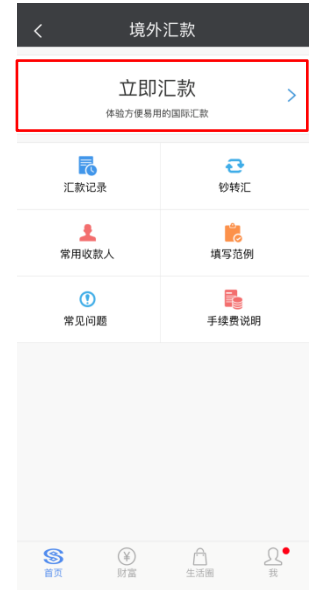 境外汇款
立即汇款
体验方便易用的国际汇款
汇款记录
钞转汇
常用收款人
填写范例
常见问题
手续费说明
首页
财富
生活圈
我